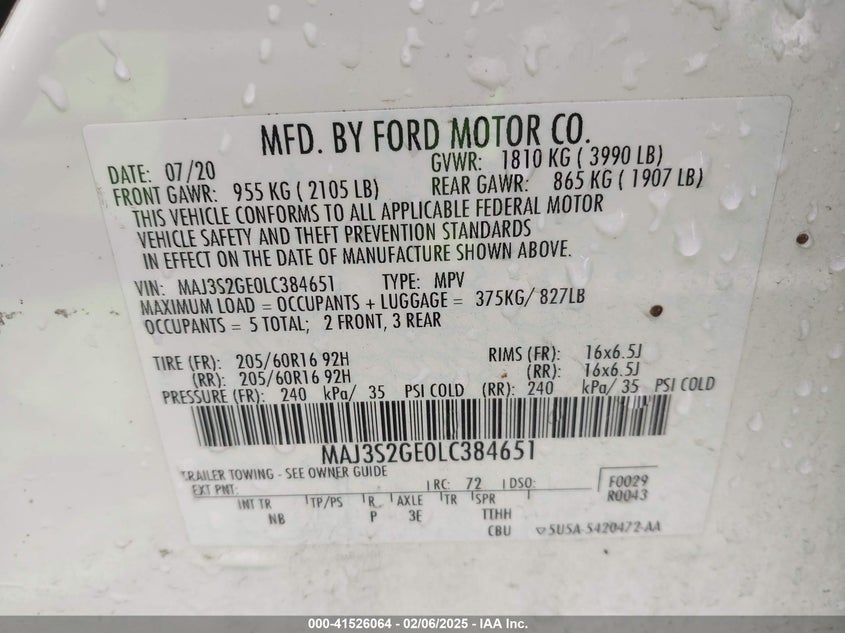 MFD. BY FORD MOTOR CO.
DATE: 07/20 GVWR: 1810 KG ( 3990 LB)
FRONT GAWR: 955 KG ( 2105 LB) REAR GAWR: 865 KG ( 1907 LB)
THIS VEHICLE CONFORMS TO ALL APPLICABLE FEDERAL MOTOR
VEHICLE SAFETY AND THEFT PREVENTION STANDARDS
IN EFFECT ON THE DATE OF MANUFACTURE SHOWN ABOVE.
VIN: MAJ3S2GE0LC384651 TYPE: MPV
MAXIMUM LOAD = OCCUPANTS + LUGGAGE = 375KG/ 827LB
OCCUPANTS = 5 TOTAL; 2 FRONT, 3 REAR
TIRE (FR): 205/60R16 92H RIMS (FR): 16x6.5J
(RR): 205/60R16 92H (RR): 16x6.5J
PRESSURE (FR): 240 kPa/ 35 PSI COLD (RR): 240 kPa/ 35 PSI COLD
MAJ3S2GE0LC384651
TRAILER TOWING - SEE OWNER GUIDE
EXT PNT: RC: 72 DSO: F0029
R0043
INT TR TP/PS R AXLE TR SPR
NB P 3E TTHH
CBU 5U5A-5420472-AA
000-41526064 — 02/06/2025 — IAA Inc.